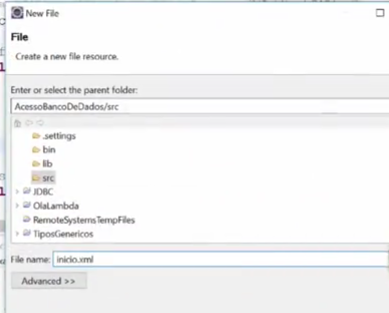 New File
File
Create a new file resource.
Enter or select the parent folder:
AcessoBancoDeDados/src
.settings
bin
lib
src
JDBC
OlaLambda
RemoteSystemsTempFiles
TiposGenericos
File name: inicio.xml
Advanced >>